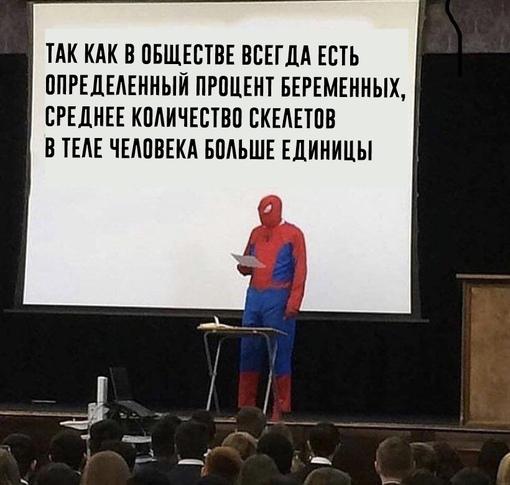 ТАК КАК В ОБЩЕСТВЕ ВСЕГДА ЕСТЬ
ОПРЕДЕЛЕННЫЙ ПРОЦЕНТ БЕРЕМЕННЫХ,
СРЕДНЕЕ КОЛИЧЕСТВО СКЕЛЕТОВ
В ТЕЛЕ ЧЕЛОВЕКА БОЛЬШЕ ЕДИНИЦЫ